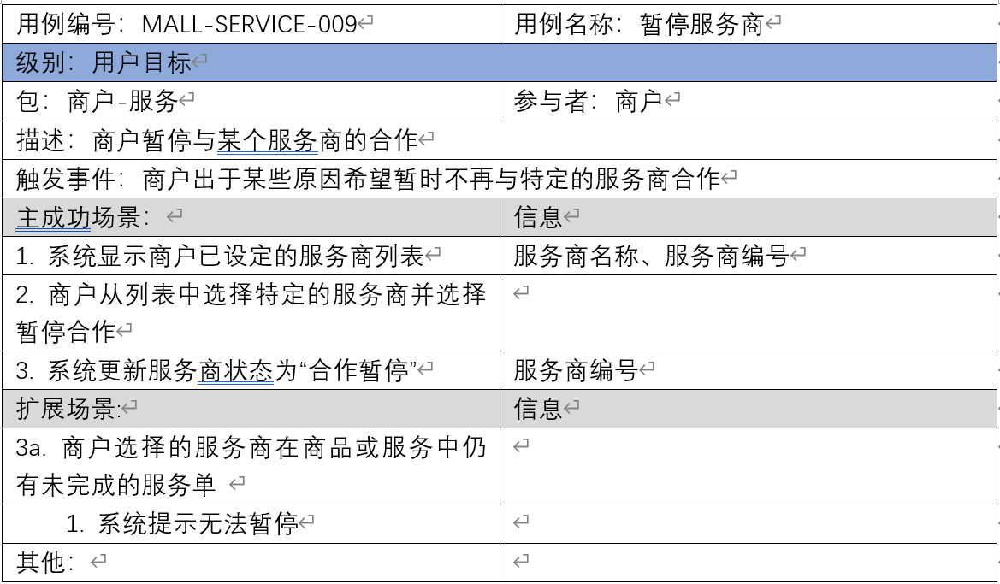 用例编号：MALL-SERVICE-009
用例名称：暂停服务商
级别：用户目标
包：商户-服务
参与者：商户
描述：商户暂停与某个服务商的合作
触发事件：商户出于某些原因希望暂时不再与特定的服务商合作
主成功场景：
信息
1. 系统显示商户已设定的服务商列表
服务商名称、服务商编号
2. 商户从列表中选择特定的服务商并选择
暂停合作
3. 系统更新服务商状态为“合作暂停”
服务商编号
扩展场景:
信息
3a. 商户选择的服务商在商品或服务中仍
有未完成的服务单
1. 系统提示无法暂停
其他：